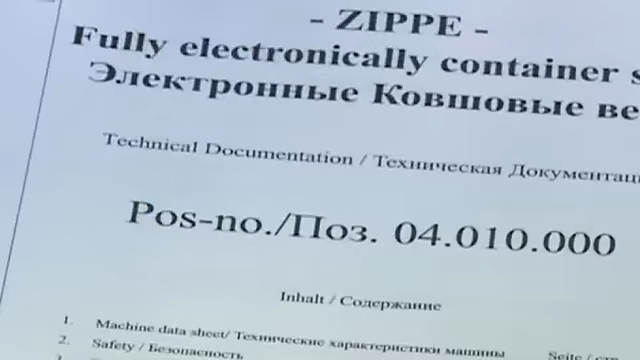 - ZIPPE -
Fully electronically container
Электронные Ковшовые
Technical Documentation / Техническая
Pos-no./Поз. 04.010.000
Inhalt / Содержание
1. Machine data sheet/ Технические характеристики машины Seite /
2. Safety / Безопасность